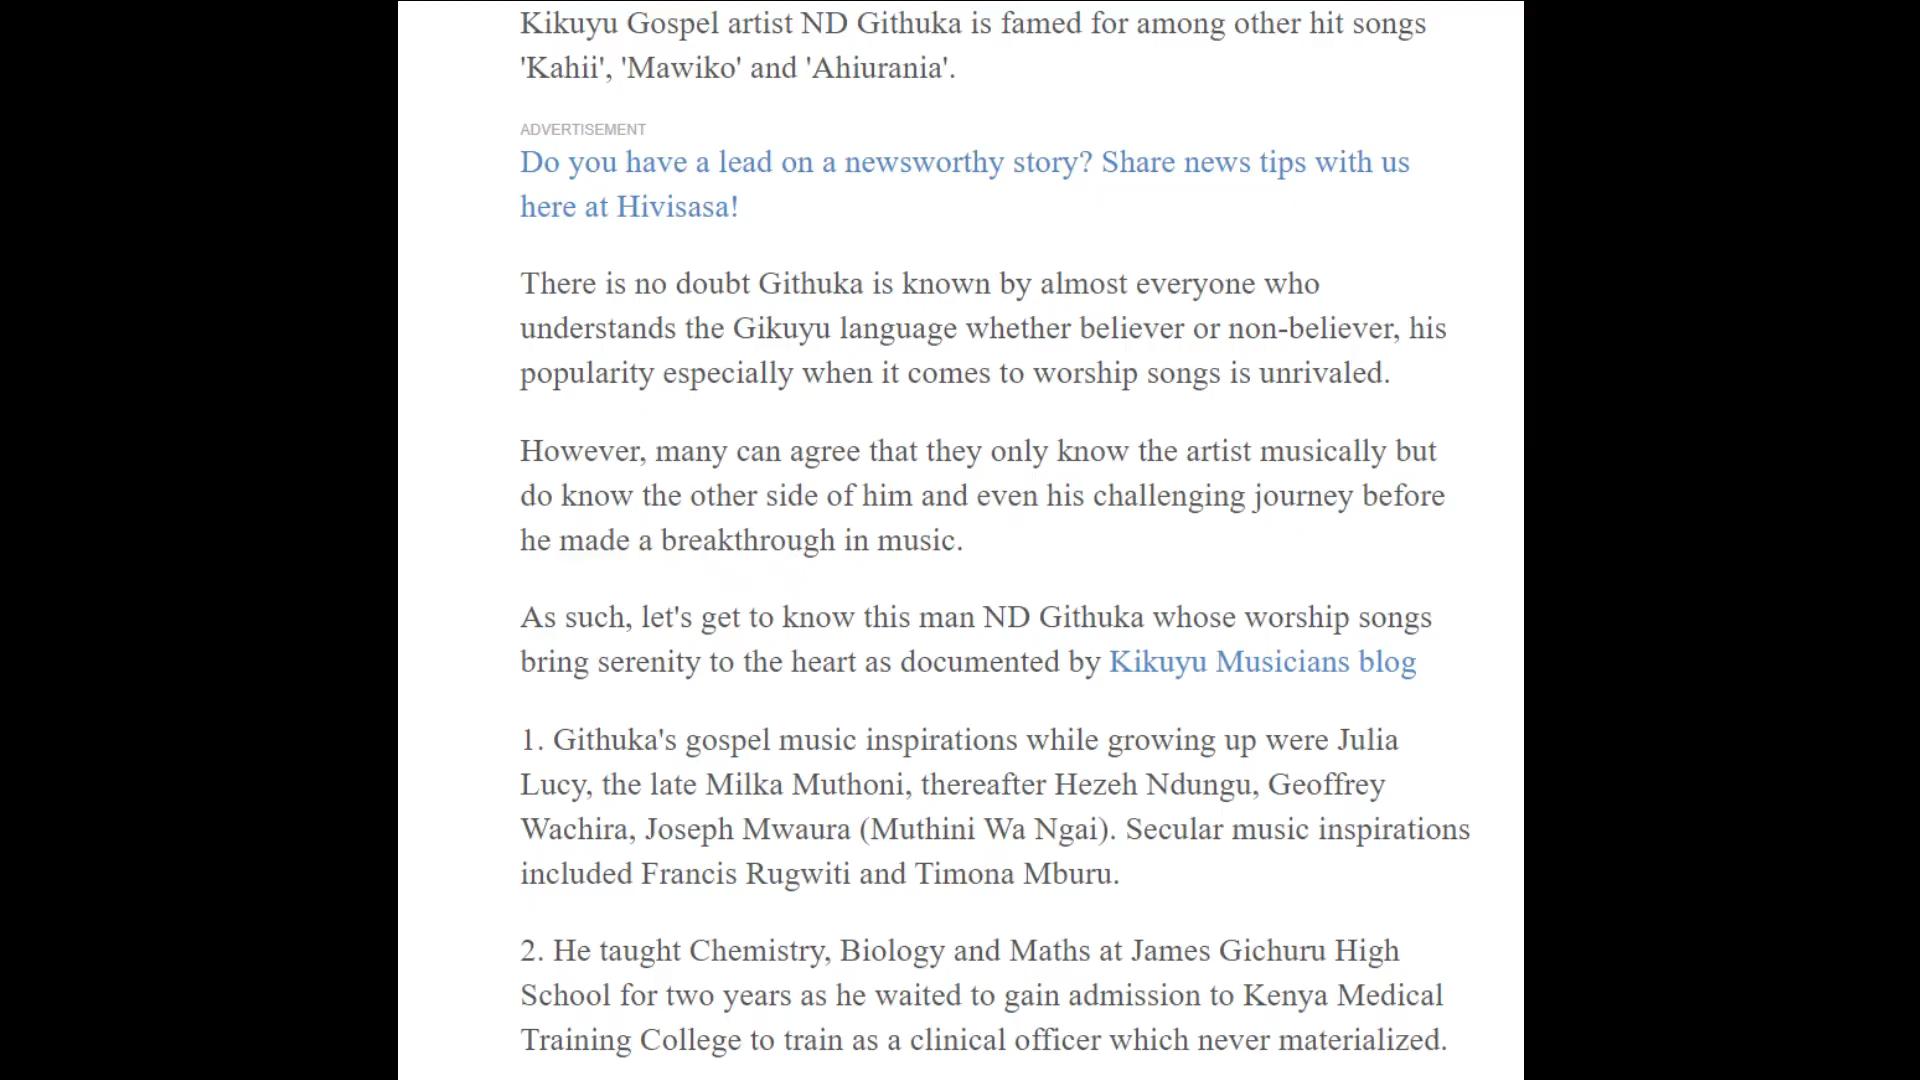 Kikuyu Gospel artist ND Githuka is famed for among other hit songs
'Kahii', 'Mawiko' and 'Ahiurania'.
ADVERTISEMENT
Do you have a lead on a newsworthy story? Share news tips with us
here at Hivisasa!
There is no doubt Githuka is known by almost everyone who
understands the Gikuyu language whether believer or non-believer, his
popularity especially when it comes to worship songs is unrivaled.
However, many can agree that they only know the artist musically but
do know the other side of him and even his challenging journey before
he made a breakthrough in music.
As such, let's get to know this man ND Githuka whose worship songs
bring serenity to the heart as documented by Kikuyu Musicians blog
1. Githuka's gospel music inspirations while growing up were Julia
Lucy, the late Milka Muthoni, thereafter Hezeh Ndungu, Geoffrey
Wachira, Joseph Mwaura (Muthini Wa Ngai). Secular music inspirations
included Francis Rugwiti and Timona Mburu.
2. He taught Chemistry, Biology and Maths at James Gichuru High
School for two years as he waited to gain admission to Kenya Medical
Training College to train as a clinical officer which never materialized.